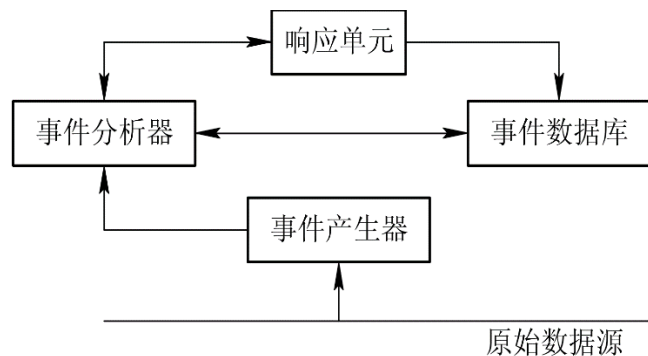 响应单元
事件分析器
事件数据库
事件产生器
原始数据源